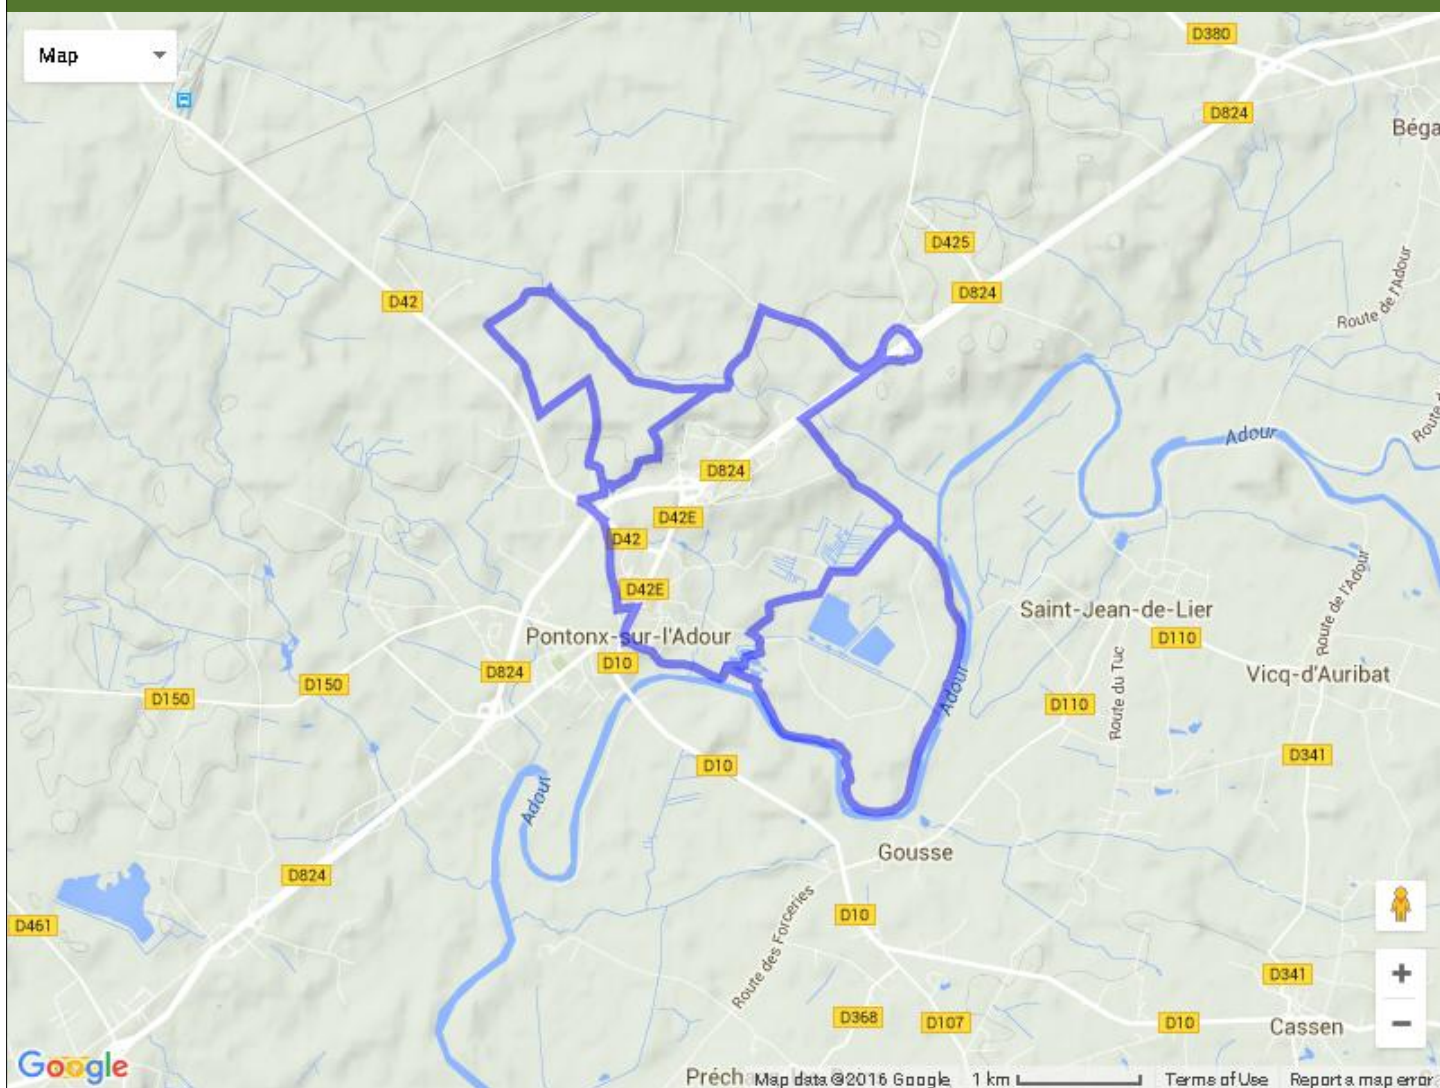 D380
Map
D824
Route de l'Adour
D425
D824
D42
Adour
D824
D42E
D42
D42E
Route de l'Adour
Saint-Jean-de-Lier
Pontonx-sur-l'Adour
D110
D10
D824
Adour
Route du Tuc
Vicq-d'Auribat
D150
D150
D110
D341
D10
Adour
Gousse
D824
D461
D10
Route des Forceries
D341
D368
D107
D10
Cassen
Google
Map data ©2016 Google 1 km Terms of Use Report a map error